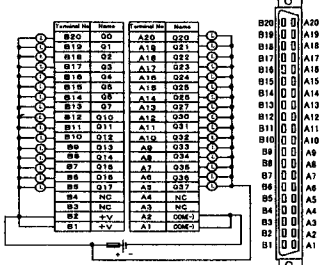 Terminal No Name Terminal No Name
B20 Q0 A20 Q20
B19 Q1 A19 Q21
B18 Q2 A18 Q22
B17 Q3 A17 Q23
B16 Q4 A16 Q24
B15 Q5 A15 Q25
B14 Q6 A14 Q26
B13 Q7 A13 Q27
B12 Q10 A12 Q30
B11 Q11 A11 Q31
B10 Q12 A10 Q32
B9 Q13 A9 Q33
B8 Q14 A8 Q34
B7 Q15 A7 Q35
B6 Q16 A6 Q36
B5 Q17 A5 Q37
B4 NC A4 NC
B3 NC A3 NC
B2 +V A2 COM(-)
B1 +V A1 COM(-)
+ -
B20 A20
B19 A19
B18 A18
B17 A17
B16 A16
B15 A15
B14 A14
B13 A13
B12 A12
B11 A11
B10 A10
B9 A9
B8 A8
B7 A7
B6 A6
B5 A5
B4 A4
B3 A3
B2 A2
B1 A1